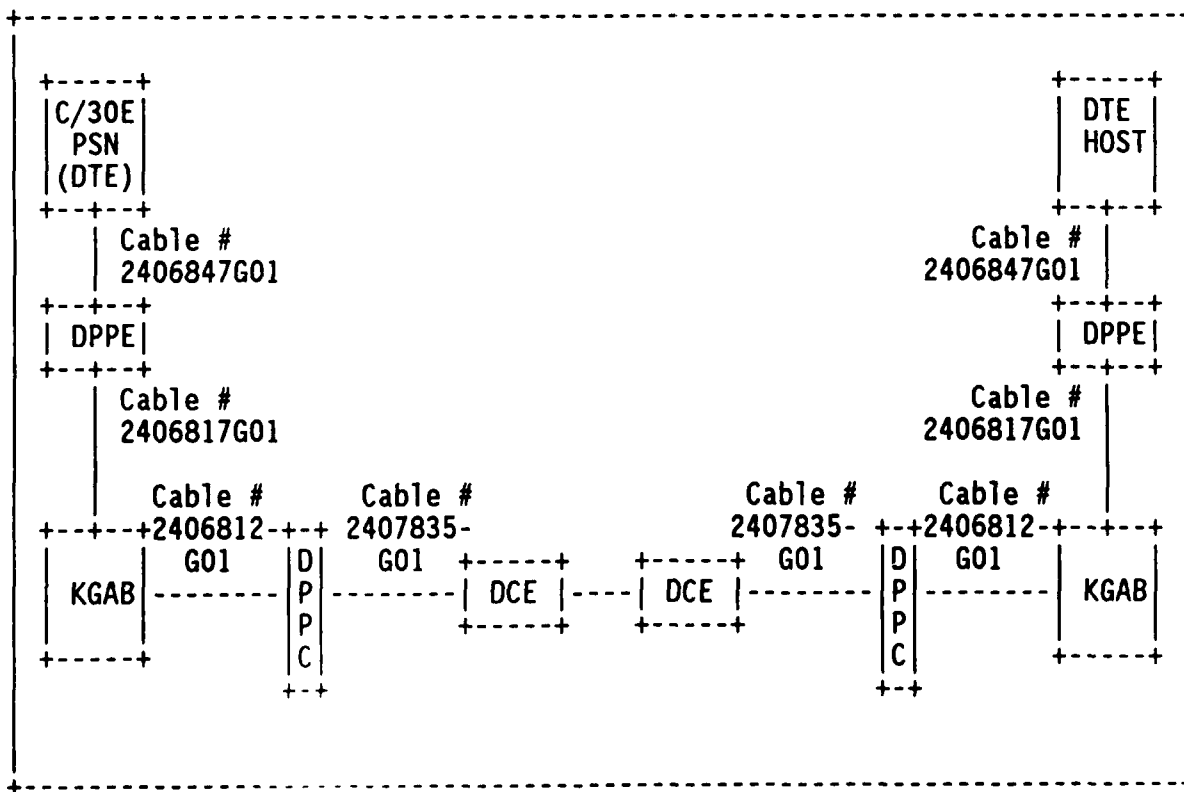 C/30E DTE
PSN HOST
(DTE)
Cable # Cable #
2406847G01 2406847G01
DPPE DPPE
Cable # Cable #
2406817G01 2406817G01
Cable # Cable # Cable # Cable #
2406812- 2407835- 2407835- 2406812-
G01 D G01 G01 D G01
KGAB P DCE DCE P KGAB
P P
C C